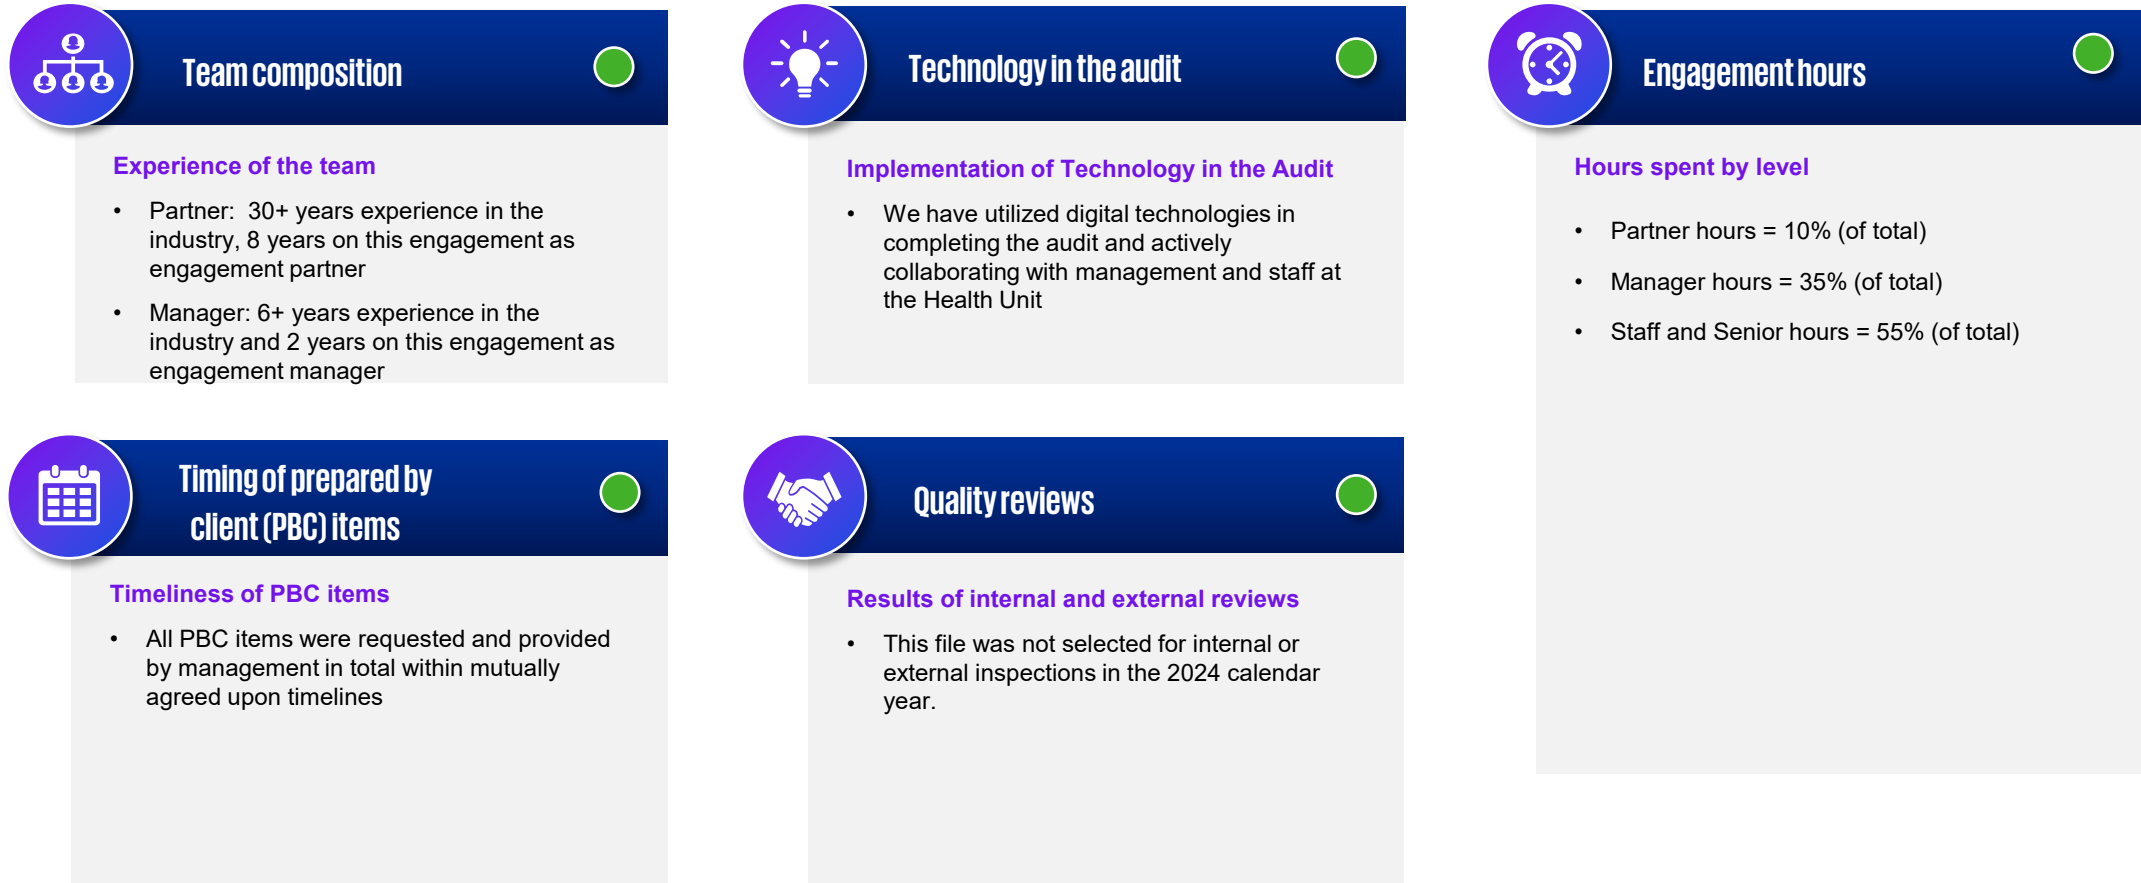 Team composition
Experience of the team
• Partner:  30+ years experience in the
industry, 8 years on this engagement as
engagement partner
• Manager: 6+ years experience in the
industry and 2 years on this engagement as
engagement manager
Technology in the audit
Implementation of Technology in the Audit
• We have utilized digital technologies in
completing the audit and actively
collaborating with management and staff at
the Health Unit
Engagement hours
Hours spent by level
• Partner hours = 10% (of total)
• Manager hours = 35% (of total)
• Staff and Senior hours = 55% (of total)
Timing of prepared by
client (PBC) items
Timeliness of PBC items
• All PBC items were requested and provided
by management in total within mutually
agreed upon timelines
Quality reviews
Results of internal and external reviews
• This file was not selected for internal or
external inspections in the 2024 calendar
year.